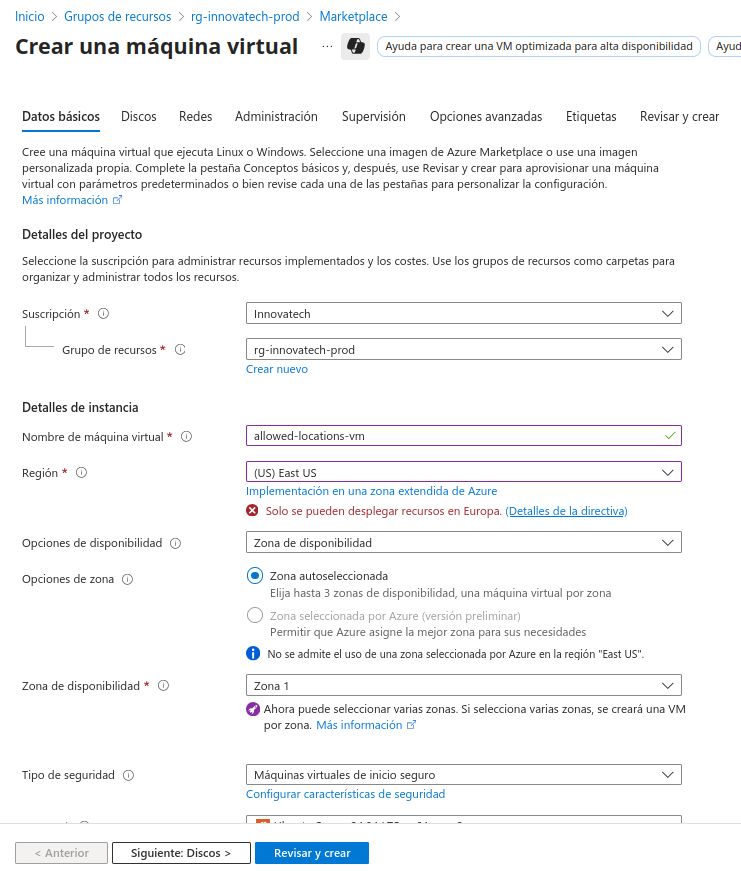 Inicio > Grupos de recursos > rg-innovatech-prod > Marketplace >
Crear una máquina virtual ... Ayuda para crear una VM optimizada para alta disponibilidad Ayud
Datos básicos Discos Redes Administración Supervisión Opciones avanzadas Etiquetas Revisar y crear
Cree una máquina virtual que ejecuta Linux o Windows. Seleccione una imagen de Azure Marketplace o use una imagen
personalizada propia. Complete la pestaña Conceptos básicos y, después, use Revisar y crear para aprovisionar una máquina
virtual con parámetros predeterminados o bien revise cada una de las pestañas para personalizar la configuración.
Más información
Detalles del proyecto
Seleccione la suscripción para administrar recursos implementados y los costes. Use los grupos de recursos como carpetas para
organizar y administrar todos los recursos.
Suscripción * Innovatech
Grupo de recursos * rg-innovatech-prod
Crear nuevo
Detalles de instancia
Nombre de máquina virtual * allowed-locations-vm
Región * (US) East US
Implementación en una zona extendida de Azure
Solo se pueden desplegar recursos en Europa. (Detalles de la directiva)
Opciones de disponibilidad Zona de disponibilidad
Opciones de zona Zona autoseleccionada
Elija hasta 3 zonas de disponibilidad, una máquina virtual por zona
Zona seleccionada por Azure (versión preliminar)
Permitir que Azure asigne la mejor zona para sus necesidades
No se admite el uso de una zona seleccionada por Azure en la región "East US".
Zona de disponibilidad * Zona 1
Ahora puede seleccionar varias zonas. Si selecciona varias zonas, se creará una VM
por zona. Más información
Tipo de seguridad Máquinas virtuales de inicio seguro
Configurar características de seguridad
< Anterior Siguiente: Discos > Revisar y crear